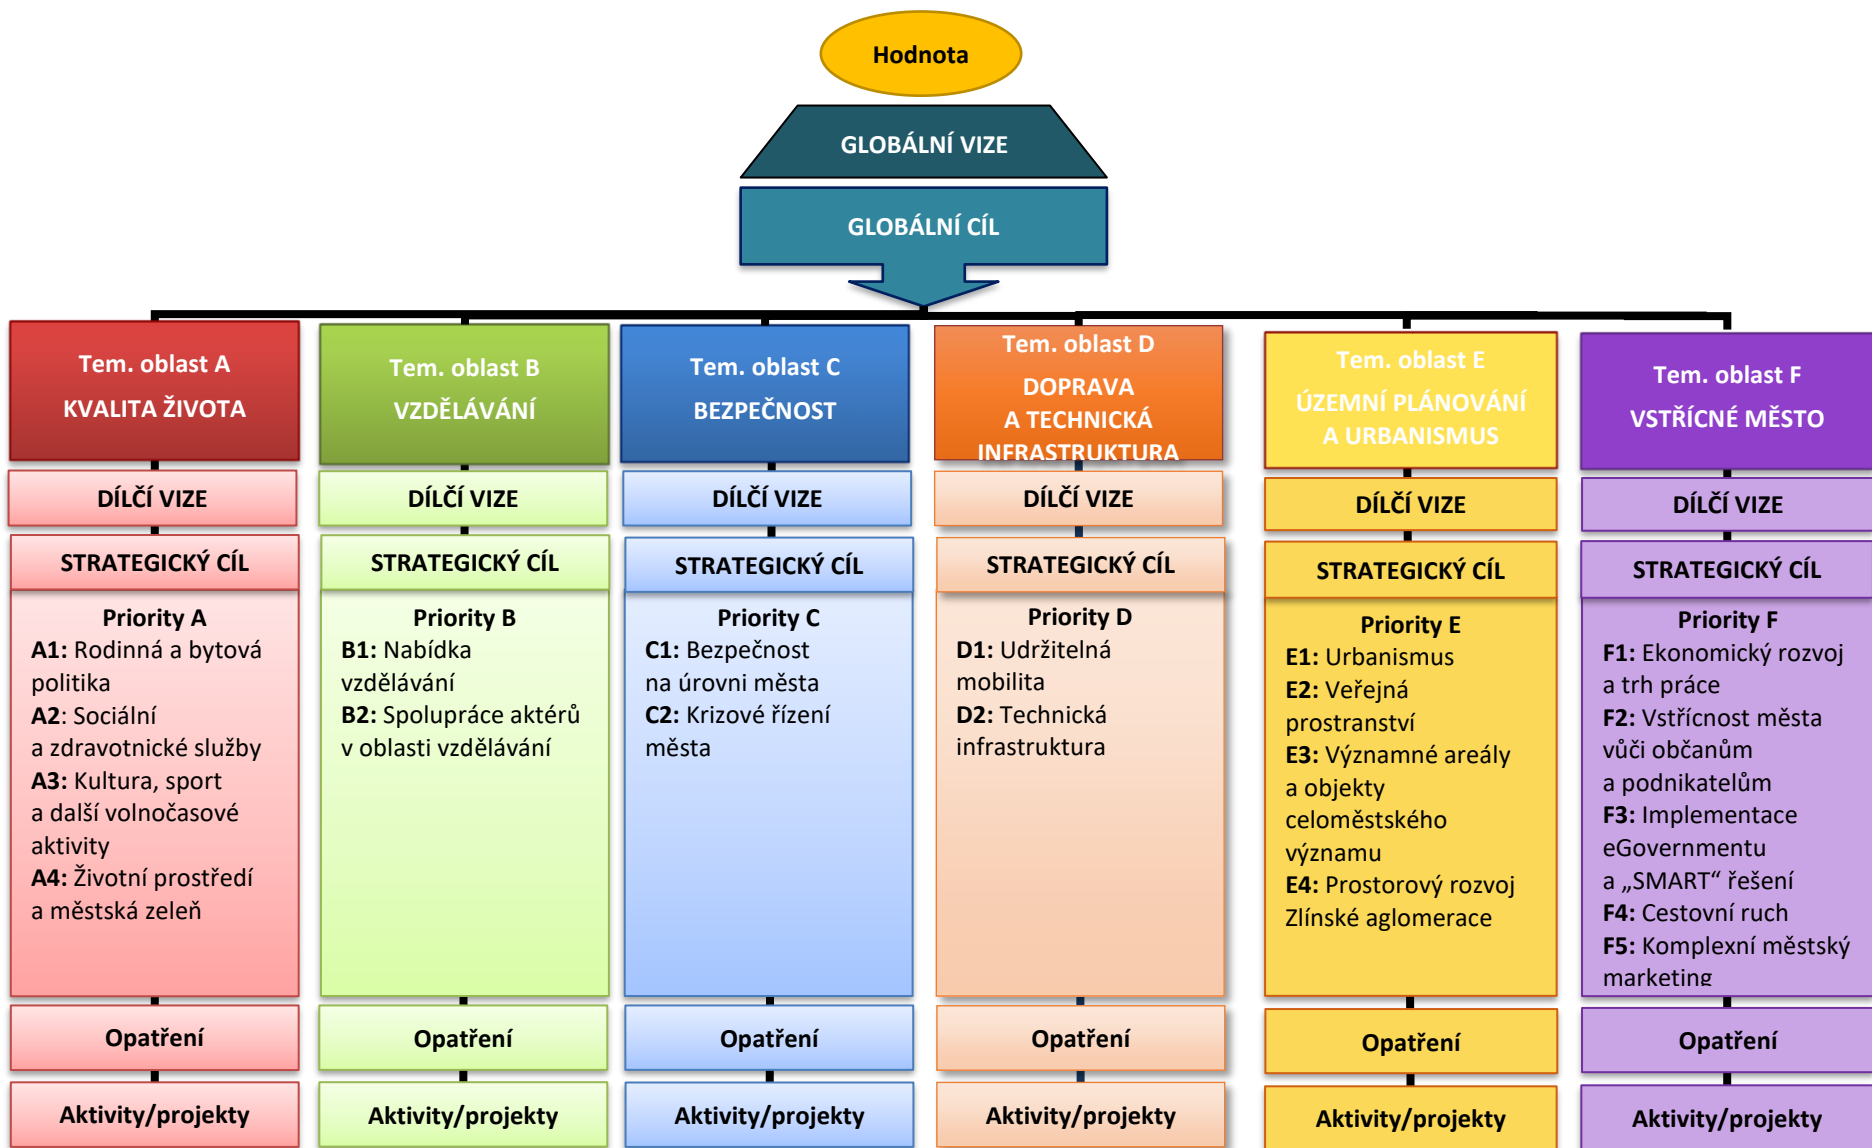 Hodnota
GLOBÁLNÍ VIZE
GLOBÁLNÍ CÍL
Tem. oblast A
KVALITA ŽIVOTA
DÍLČÍ VIZE
STRATEGICKÝ CÍL
Priority A
A1: Rodinná a bytová
politika
A2: Sociální
a zdravotnické služby
A3: Kultura, sport
a další volnočasové
aktivity
A4: Životní prostředí
a městská zeleň
Opatření
Aktivity/projekty
Tem. oblast B
VZDĚLÁVÁNÍ
DÍLČÍ VIZE
STRATEGICKÝ CÍL
Priority B
B1: Nabídka
vzdělávání
B2: Spolupráce aktérů
v oblasti vzdělávání
Opatření
Aktivity/projekty
Tem. oblast C
BEZPEČNOST
DÍLČÍ VIZE
STRATEGICKÝ CÍL
Priority C
C1: Bezpečnost
na úrovni města
C2: Krizové řízení
města
Opatření
Aktivity/projekty
Tem. oblast D
DOPRAVA
A TECHNICKÁ
INFRASTRUKTURA
DÍLČÍ VIZE
STRATEGICKÝ CÍL
Priority D
D1: Udržitelná
mobilita
D2: Technická
infrastruktura
Opatření
Aktivity/projekty
Tem. oblast E
ÚZEMNÍ PLÁNOVÁNÍ
A URBANISMUS
DÍLČÍ VIZE
STRATEGICKÝ CÍL
Priority E
E1: Urbanismus
E2: Veřejná
prostranství
E3: Významné areály
a objekty
celoměstského
významu
E4: Prostorový rozvoj
Zlínské aglomerace
Opatření
Aktivity/projekty
Tem. oblast F
VSTŘÍCNÉ MĚSTO
DÍLČÍ VIZE
STRATEGICKÝ CÍL
Priority F
F1: Ekonomický rozvoj
a trh práce
F2: Vstřícnost města
vůči občanům
a podnikatelům
F3: Implementace
eGovernmentu
a „SMART“ řešení
F4: Cestovní ruch
F5: Komplexní městský
marketing
Opatření
Aktivity/projekty